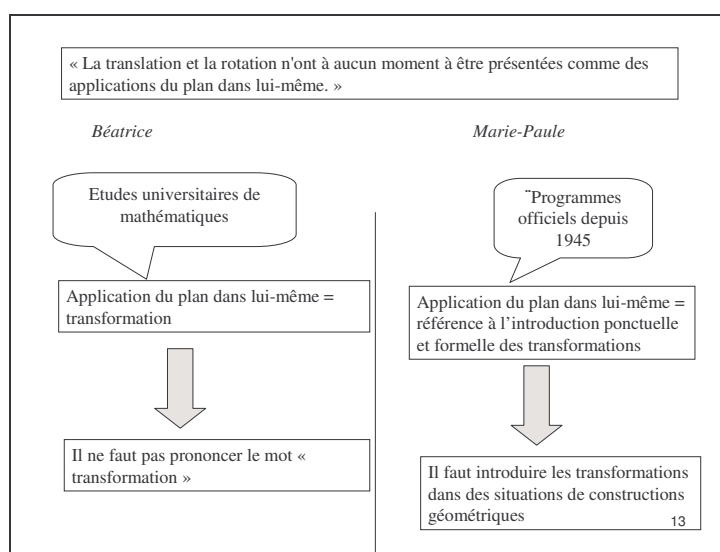 « La translation et la rotation n'ont à aucun moment à être présentées comme des
applications du plan dans lui-même. »
Béatrice
Marie-Paule
Etudes universitaires de
mathématiques
¨Programmes
officiels depuis
1945
Application du plan dans lui-même =
transformation
Application du plan dans lui-même =
référence à l’introduction ponctuelle
et formelle des transformations
Il ne faut pas prononcer le mot «
transformation »
Il faut introduire les transformations
dans des situations de constructions
géométriques
13